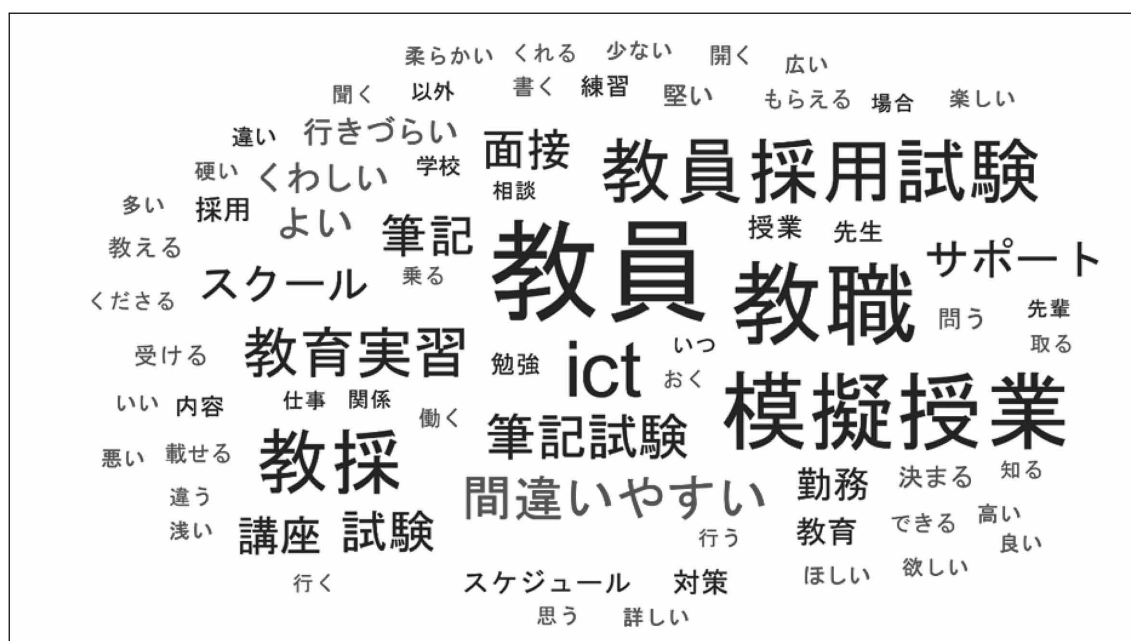 柔らかい くれる 少ない 開く 広い
聞く 以外 書く 練習 堅い もらえる 場合 楽しい
違い 行きづらい 面接 教員採用試験
硬い くわしい 学校 相談
多い 採用 よい 筆記 教員 授業 先生
教える スクール 乗る 教職 サポート
くださる 問う 先輩
受ける 教育実習 勉強 ict いつ 取る
おく
いい 内容 仕事 関係 働く 筆記試験 模擬授業
悪い 載せる 教採
違う 間違いやすい 勤務 決まる 知る
浅い 講座 試験 行う 教育 できる 高い
良い
行く スケジュール 対策 ほしい 欲しい
思う 詳しい